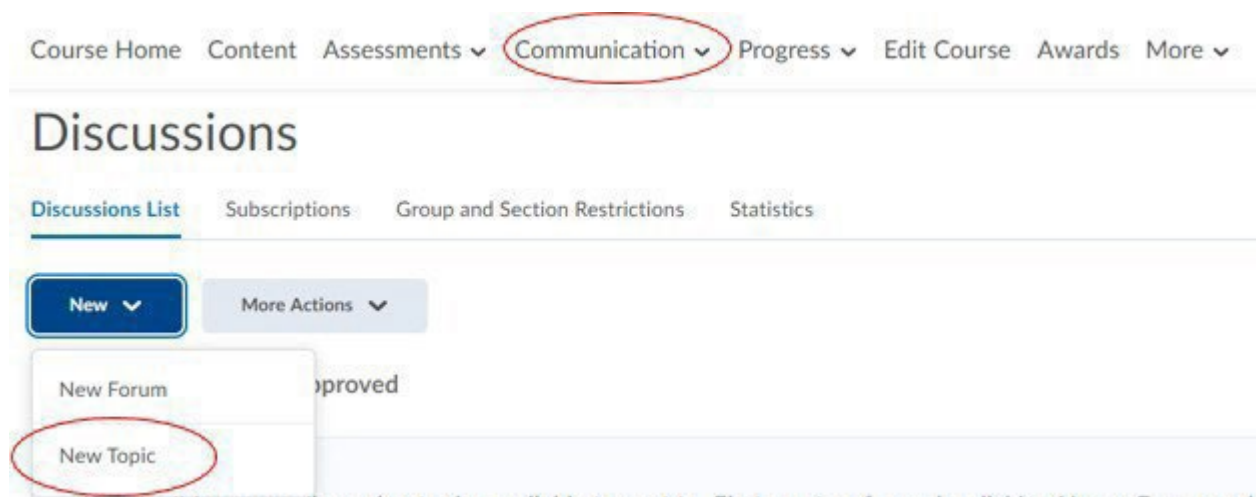 Course Home Content Assessments Communication Progress Edit Course Awards More
Discussions
Discussions List Subscriptions Group and Section Restrictions Statistics
New More Actions
New Forum
New Topic